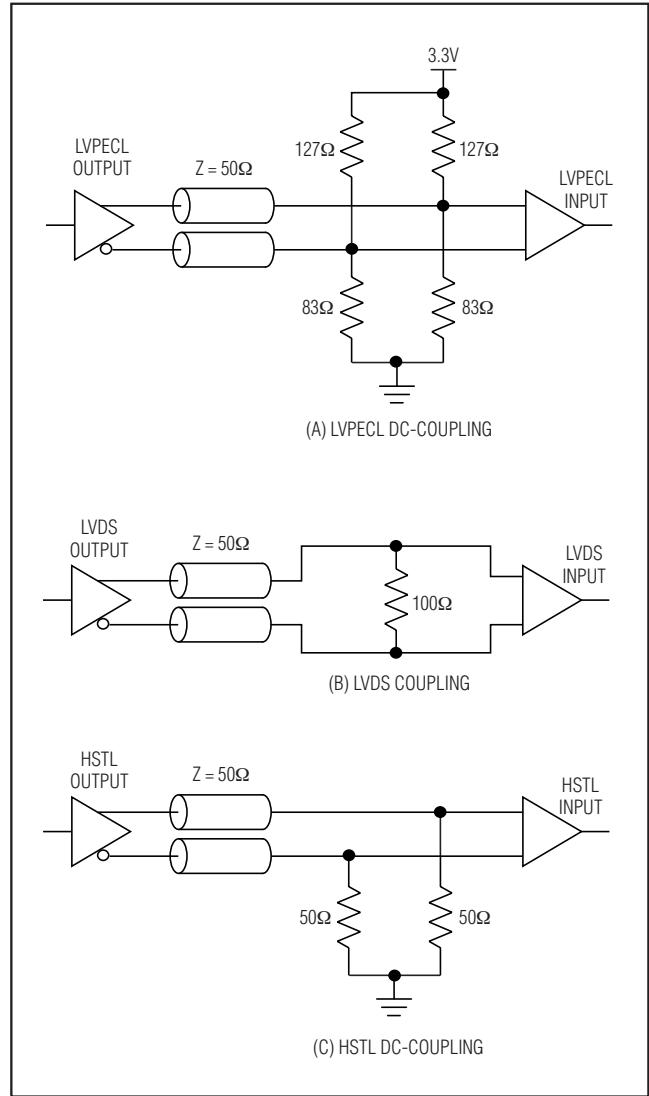 3.3V
LVPECL
OUTPUT
Z = 50Ω
127Ω
127Ω
LVPECL
INPUT
83Ω
83Ω
(A) LVPECL DC-COUPLING
LVDS
OUTPUT
Z = 50Ω
LVDS
INPUT
100Ω
(B) LVDS COUPLING
HSTL
OUTPUT
Z = 50Ω
HSTL
INPUT
50Ω
50Ω
(C) HSTL DC-COUPLING